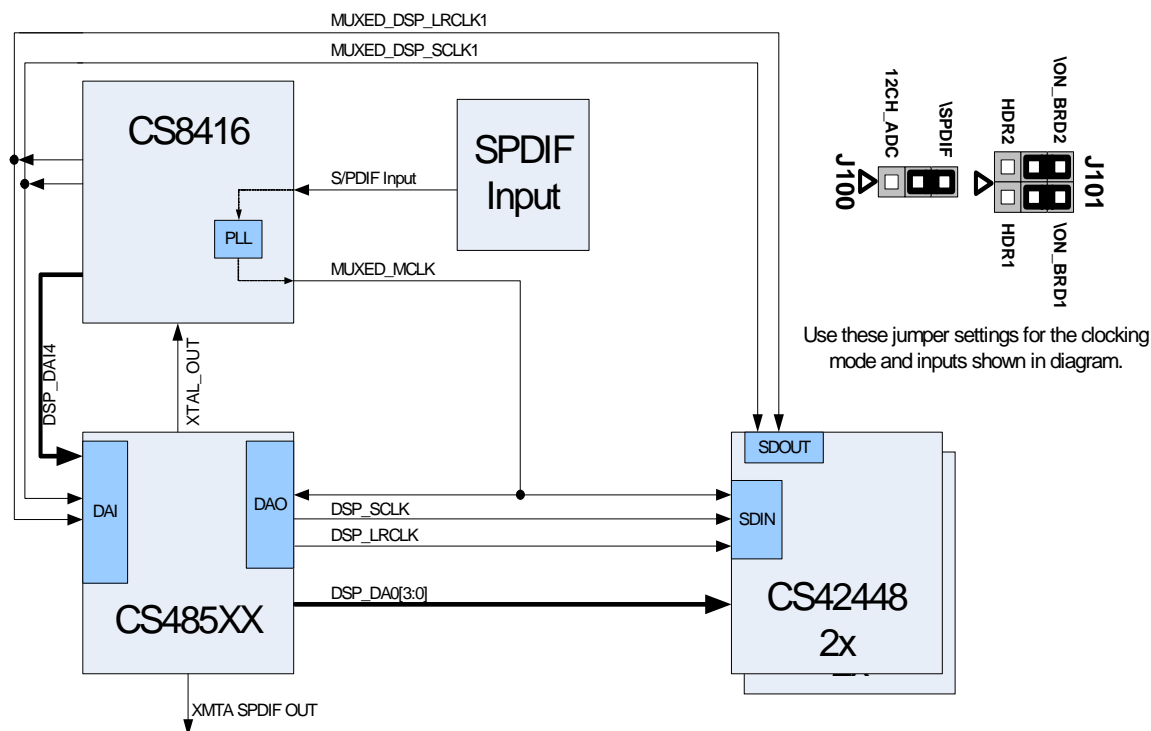 MUXED_DSP_LRCLK1
MUXED_DSP_SCLK1
CS8416
SPDIF
Input
S/PDIF Input
PLL
MUXED_MCLK
DSP_DAI4
XTAL_OUT
DAI
DAO
DSP_SCLK
DSP_LRCLK
DSP_DA0[3:0]
CS485XX
XMTA SPDIF OUT
SDOUT
SDIN
CS42448
2x
2x
12CH_ADC
\SPDIF
J100
HDR2
\ON_BRD2
J101
HDR1
\ON_BRD1
Use these jumper settings for the clocking
mode and inputs shown in diagram.